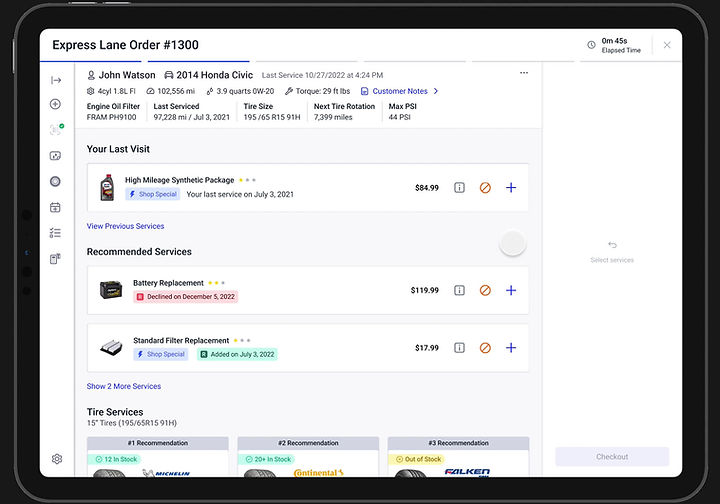 Express Lane Order #1300
0m 45s
Elapsed Time
John Watson 2014 Honda Civic Last Service 10/27/2022 at 4:24 PM
4cyl 1.8L FI 102,556 mi 3.9 quarts 0W-20 Torque: 29 ft lbs Customer Notes
Engine Oil Filter Last Serviced Tire Size Next Tire Rotation Max PSI
FRAM PH9100 97,228 mi / Jul 3, 2021 195 /65 R15 91H 7,399 miles 44 PSI
Your Last Visit
High Mileage Synthetic Package
$84.99
Shop Special Your last service on July 3, 2021
View Previous Services
Recommended Services
Battery Replacement
$119.99
R Declined on December 5, 2022
Standard Filter Replacement
$17.99
Shop Special R Added on July 3, 2022
Show 2 More Services
Select services
Tire Services
15" Tires (195/65R15 91H)
#1 Recommendation #2 Recommendation #3 Recommendation
12 In Stock 20+ In Stock Out of Stock
MICHELIN Continental FALKEN
Checkout